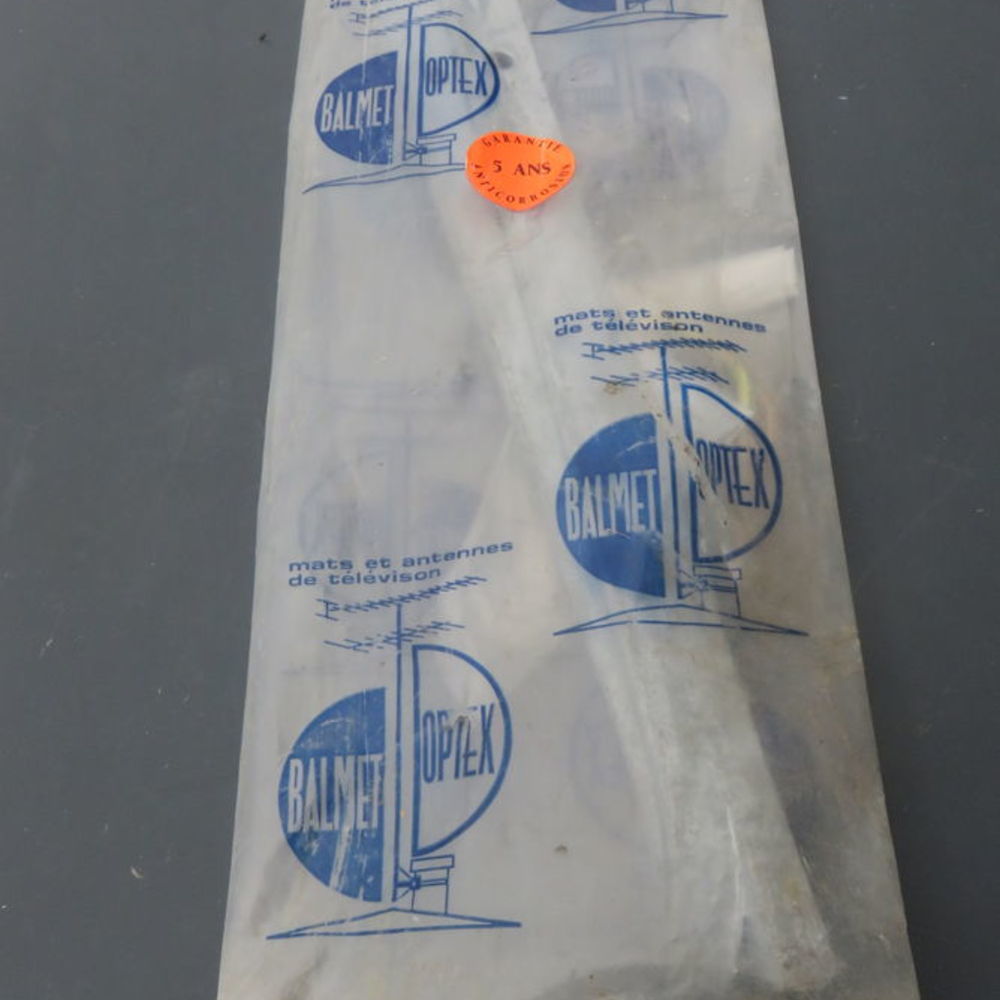 BALMET OPTEX
GARANTIE
5 ANS
ANTICORROSION
mats et antennes
de télévison
BALMET OPTEX
mats et antennes
de télévison
BALMET OPTEX